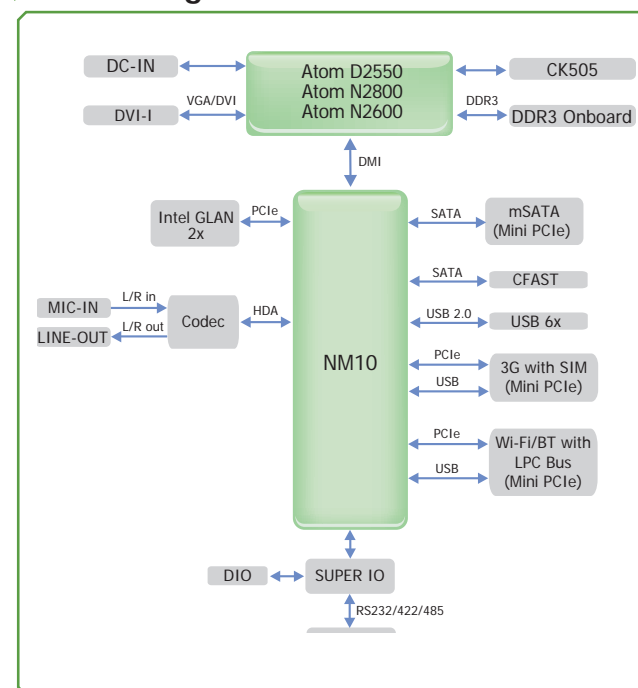 DC-IN
Atom D2550
Atom N2800
Atom N2600
CK505
VGA/DVI
DVI-I
DDR3
DDR3 Onboard
DMI
Intel GLAN
2x
PCIe
SATA
mSATA
(Mini PCIe)
SATA
CFAST
MIC-IN
L/R in
LINE-OUT
L/R out
Codec
HDA
USB 2.0
USB 6x
NM10
PCIe
USB
3G with SIM
(Mini PCIe)
PCIe
USB
Wi-Fi/BT with
LPC Bus
(Mini PCIe)
DIO
SUPER IO
RS232/422/485